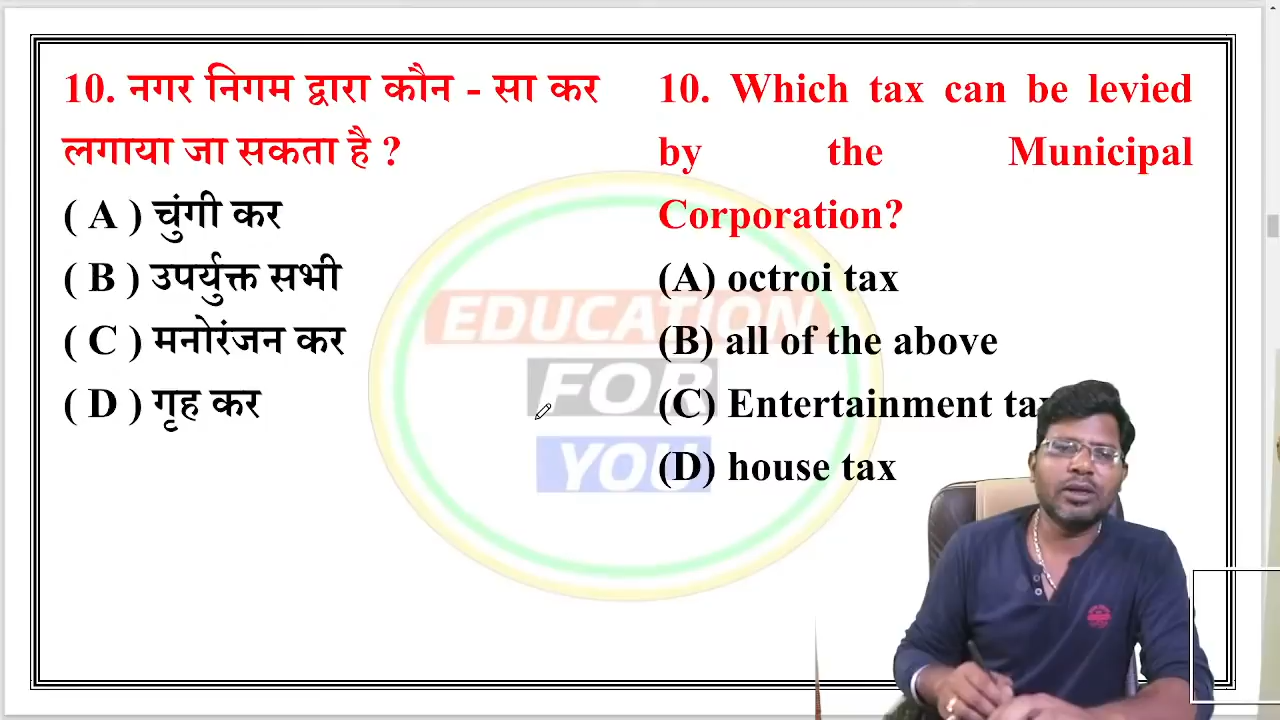 10. नगर निगम द्वारा कौन - सा कर
लगाया जा सकता है ?
( A ) चुंगी कर
( B ) उपर्युक्त सभी
( C ) मनोरंजन कर
( D ) गृह कर
10. Which tax can be levied
by the Municipal
Corporation?
(A) octroi tax
(B) all of the above
(C) Entertainment tax
(D) house tax
EDUCATION
FOR
YOU